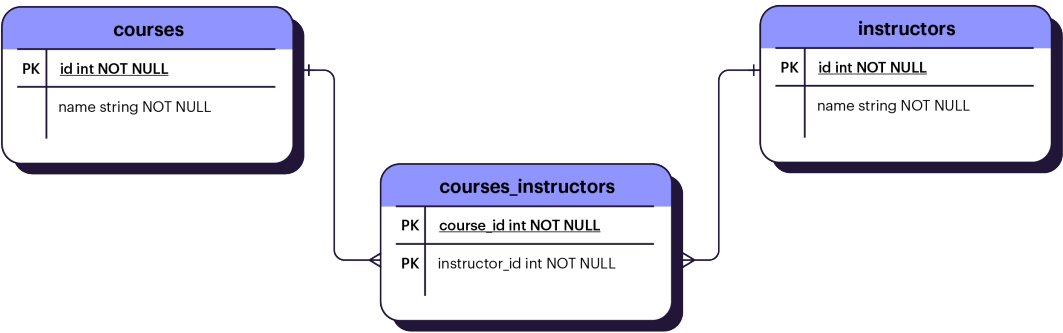 courses
PK id int NOT NULL
name string NOT NULL
instructors
PK id int NOT NULL
name string NOT NULL
courses_instructors
PK course_id int NOT NULL
PK instructor_id int NOT NULL